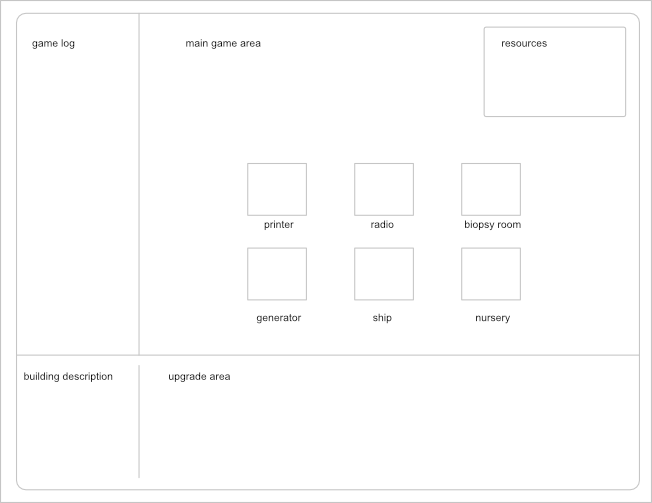 game log
main game area
resources
printer
radio
biopsy room
generator
ship
nursery
building description
upgrade area